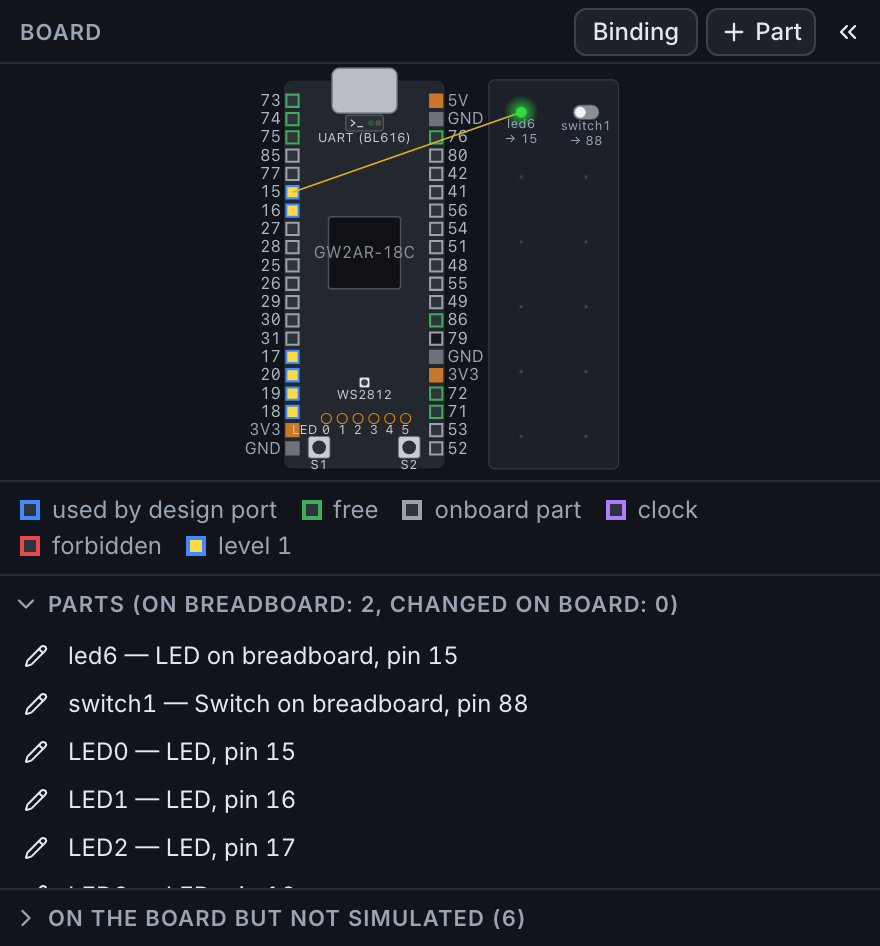 BOARD
Binding
+ Part
73
74
75
85
77
15
16
27
28
25
26
29
30
31
17
20
19
18
3V3
GND
>_
UART (BL616)
GW2AR-18C
WS2812
LED 0 1 2 3 4 5
S1 S2
5V
GND
76
80
42
41
56
54
51
48
55
49
86
79
GND
3V3
72
71
53
52
led6
→ 15
switch1
→ 88
used by design port
free
onboard part
clock
forbidden
level 1
PARTS (ON BREADBOARD: 2, CHANGED ON BOARD: 0)
led6 — LED on breadboard, pin 15
switch1 — Switch on breadboard, pin 88
LED0 — LED, pin 15
LED1 — LED, pin 16
LED2 — LED, pin 17
ON THE BOARD BUT NOT SIMULATED (6)